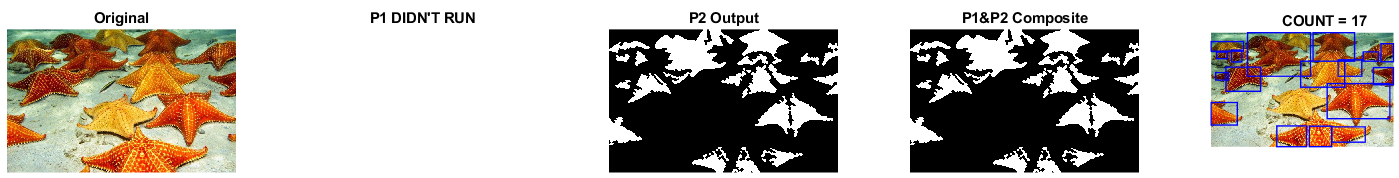 Original
P1 DIDN'T RUN
P2 Output
P1&P2 Composite
COUNT = 17